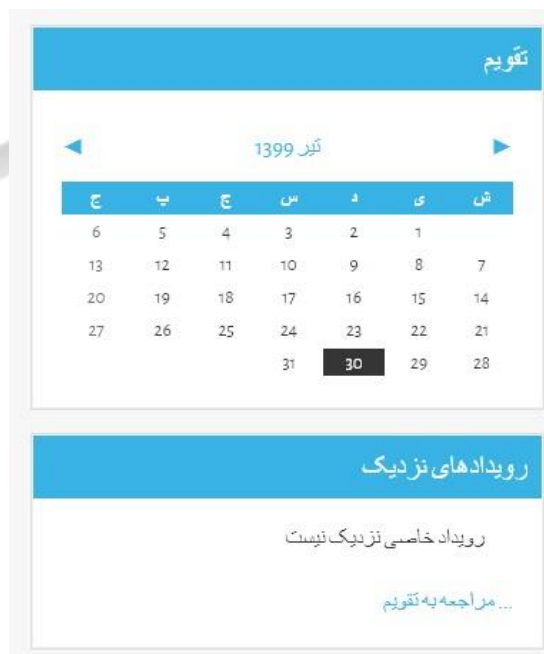 تقویم
► تیر 1399 ◄
ش ی د س چ پ ج
1 2 3 4 5 6
7 8 9 10 11 12 13
14 15 16 17 18 19 20
21 22 23 24 25 26 27
28 29 30 31
رویدادهای نزدیک
رویداد خاصی نزدیک نیست
مراجعه به تقویم ...